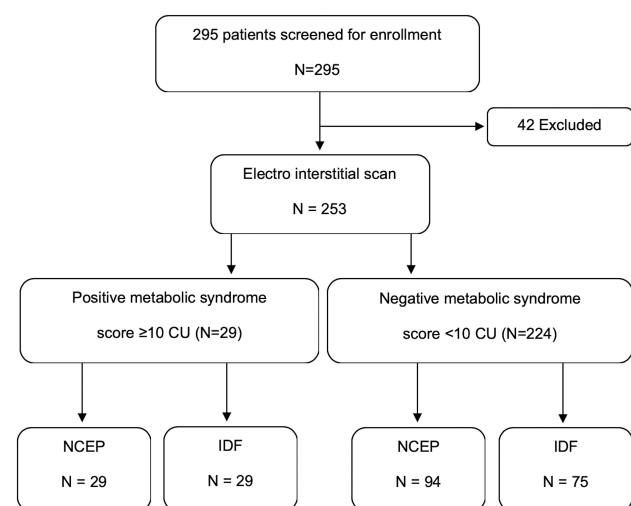 295 patients screened for enrollment
N=295
42 Excluded
Electro interstitial scan
N = 253
Positive metabolic syndrome
score ≥10 CU (N=29)
Negative metabolic syndrome
score <10 CU (N=224)
NCEP
N = 29
IDF
N = 29
NCEP
N = 94
IDF
N = 75